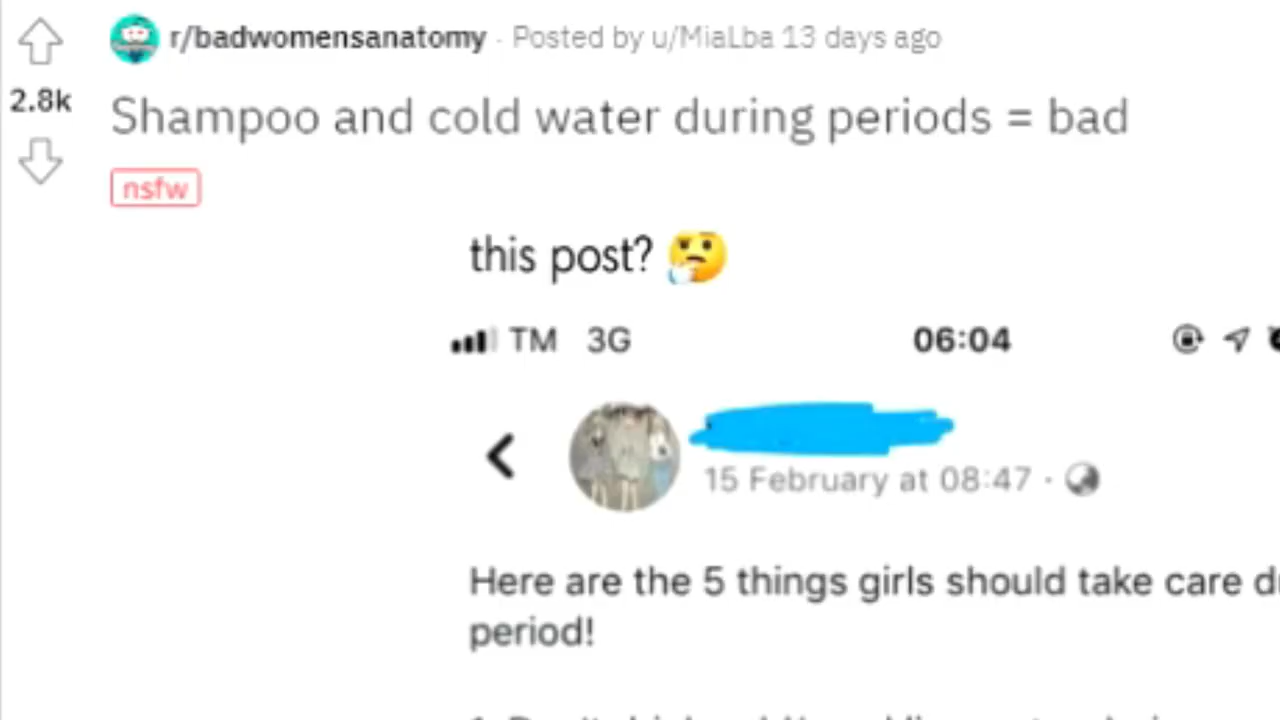 r/badwomensanatomy · Posted by u/MiaLba 13 days ago
2.8k
Shampoo and cold water during periods = bad
nsfw
this post? 🤔
TM 3G 06:04
15 February at 08:47 ·
Here are the 5 things girls should take care
period!